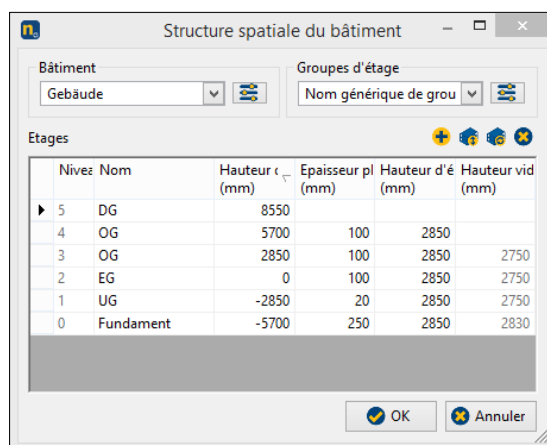 n.
Structure spatiale du bâtiment
Bâtiment
Groupes d'étage
Gebäude
Nom générique de grou
Etages
Nivea Nom Hauteur c Epaisseur pl Hauteur d'é Hauteur vid
(mm) (mm) (mm) (mm)
5 DG 8550
4 OG 5700 100 2850
3 OG 2850 100 2850 2750
2 EG 0 100 2850 2750
1 UG -2850 20 2850 2750
0 Fundament -5700 250 2850 2830
OK
Annuler